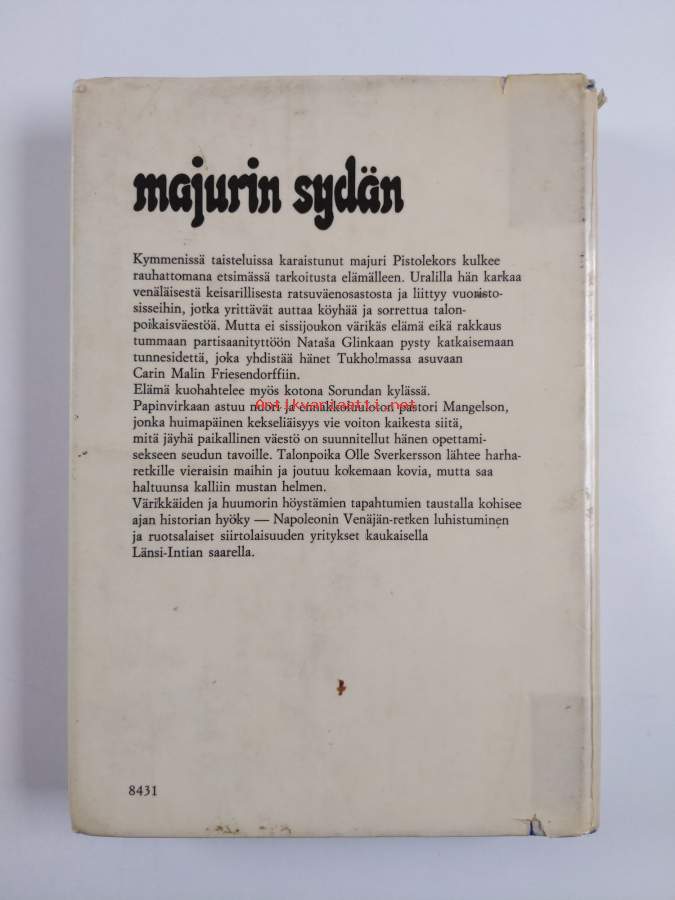 majurin sydän
Kymmenissä taisteluissa karaistunut majuri Pistolekors kulkee
rauhattomana etsimässä tarkoitusta elämälleen. Uralilla hän karkaa
venäläisestä keisarillisesta ratsuväenosastosta ja liittyy vuoristo-
sisseihin, jotka yrittävät auttaa köyhää ja sorrettua talon-
poikaisväestöä. Mutta ei sissijoukon värikäs elämä eikä rakkaus
tummaan partisaanityttöön Nataša Glinkaan pysty katkaisemaan
tunnesidettä, joka yhdistää hänet Tukholmassa asuvaan
Carin Malin Friesendorffiin.
Elämä kuohahtelee myös kotona Sorundan kylässä.
Antikvariaatti.net
Papinvirkaan astuu nuori ja ennakkoluuloton pastori Mangelson,
jonka huimapäinen kekseliäisyys vie voiton kaikesta siitä,
mitä jäyhä paikallinen väestö on suunnitellut hänen opettami-
sekseen seudun tavoille. Talonpoika Olle Sverkersson lähtee harha-
retkille vieraisin maihin ja joutuu kokemaan kovia, mutta saa
haltuunsa kalliin mustan helmen.
Värikkäiden ja huumorin höystämien tapahtumien taustalla kohisee
ajan historian hyöky — Napoleonin Venäjän-retken luhistuminen
ja ruotsalaiset siirtolaisuuden yritykset kaukaisella
Länsi-Intian saarella.
8431